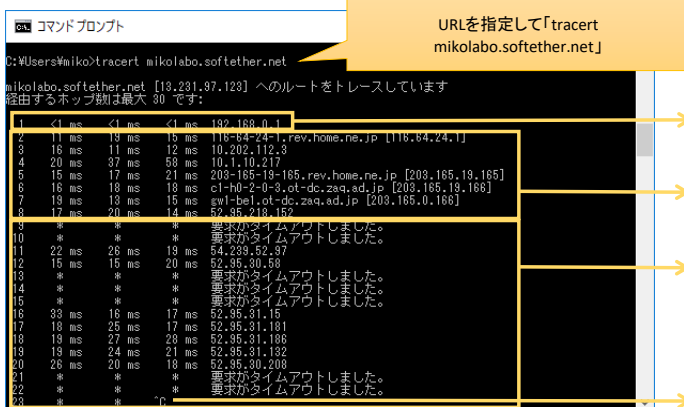 コマンドプロンプト
URLを指定して「tracert
mikolabo.softether.net」
C:¥Users¥miko>tracert mikolabo.softether.net
mikolabo.softether.net [13.231.97.123] へのルートをトレースしています
経由するホップ数は最大 30 です:
1 <1 ms <1 ms <1 ms 192.168.0.1
2 11 ms 19 ms 15 ms 116-64-24-1.rev.home.ne.jp [116.64.24.1]
3 16 ms 11 ms 12 ms 10.202.112.3
4 20 ms 37 ms 58 ms 10.1.10.217
5 15 ms 17 ms 21 ms 203-165-19-165.rev.home.ne.jp [203.165.19.165]
6 16 ms 18 ms 18 ms c1-h0-2-0-3.ot-dc.zaq.ad.jp [203.165.19.166]
7 19 ms 13 ms 15 ms gw1-be1.ot-dc.zaq.ad.jp [203.165.0.166]
8 17 ms 20 ms 14 ms 52.95.218.152
9 * * * 要求がタイムアウトしました。
10 * * * 要求がタイムアウトしました。
11 22 ms 26 ms 19 ms 54.239.52.97
12 15 ms 15 ms 20 ms 52.95.30.58
13 * * * 要求がタイムアウトしました。
14 * * * 要求がタイムアウトしました。
15 * * * 要求がタイムアウトしました。
16 33 ms 16 ms 17 ms 52.95.31.15
17 18 ms 25 ms 17 ms 52.95.31.181
18 19 ms 27 ms 28 ms 52.95.31.186
19 19 ms 24 ms 21 ms 52.95.31.132
20 26 ms 20 ms 18 ms 52.95.30.208
21 * * * 要求がタイムアウトしました。
22 * * * 要求がタイムアウトしました。
23 * * ^C